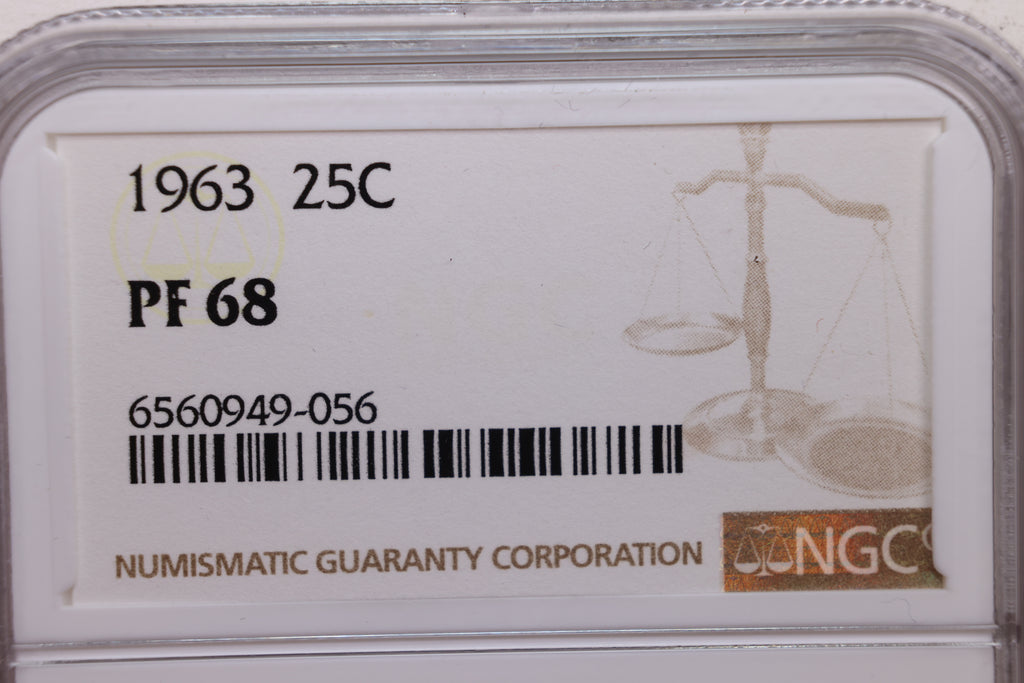 1963 25C
PF 68
6560949-056
NUMISMATIC GUARANTY CORPORATION
NGC